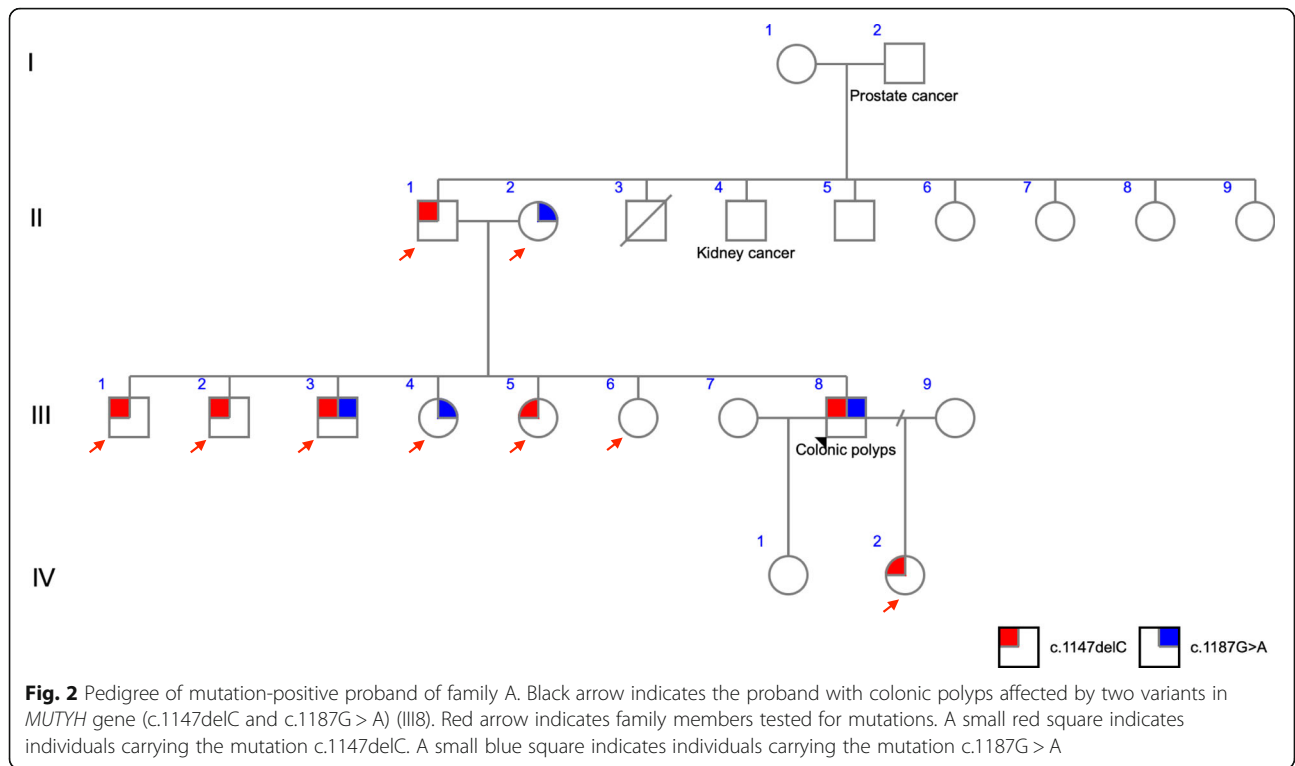 1 2
I
Prostate cancer
1 2 3 4 5 6 7 8 9
II
Kidney cancer
1 2 3 4 5 6 7 8 9
III
Colonic polyps
1 2
IV
c.1147delC c.1187G>A
Fig. 2 Pedigree of mutation-positive proband of family A. Black arrow indicates the proband with colonic polyps affected by two variants in
MUTYH gene (c.1147delC and c.1187G > A) (III8). Red arrow indicates family members tested for mutations. A small red square indicates
individuals carrying the mutation c.1147delC. A small blue square indicates individuals carrying the mutation c.1187G > A